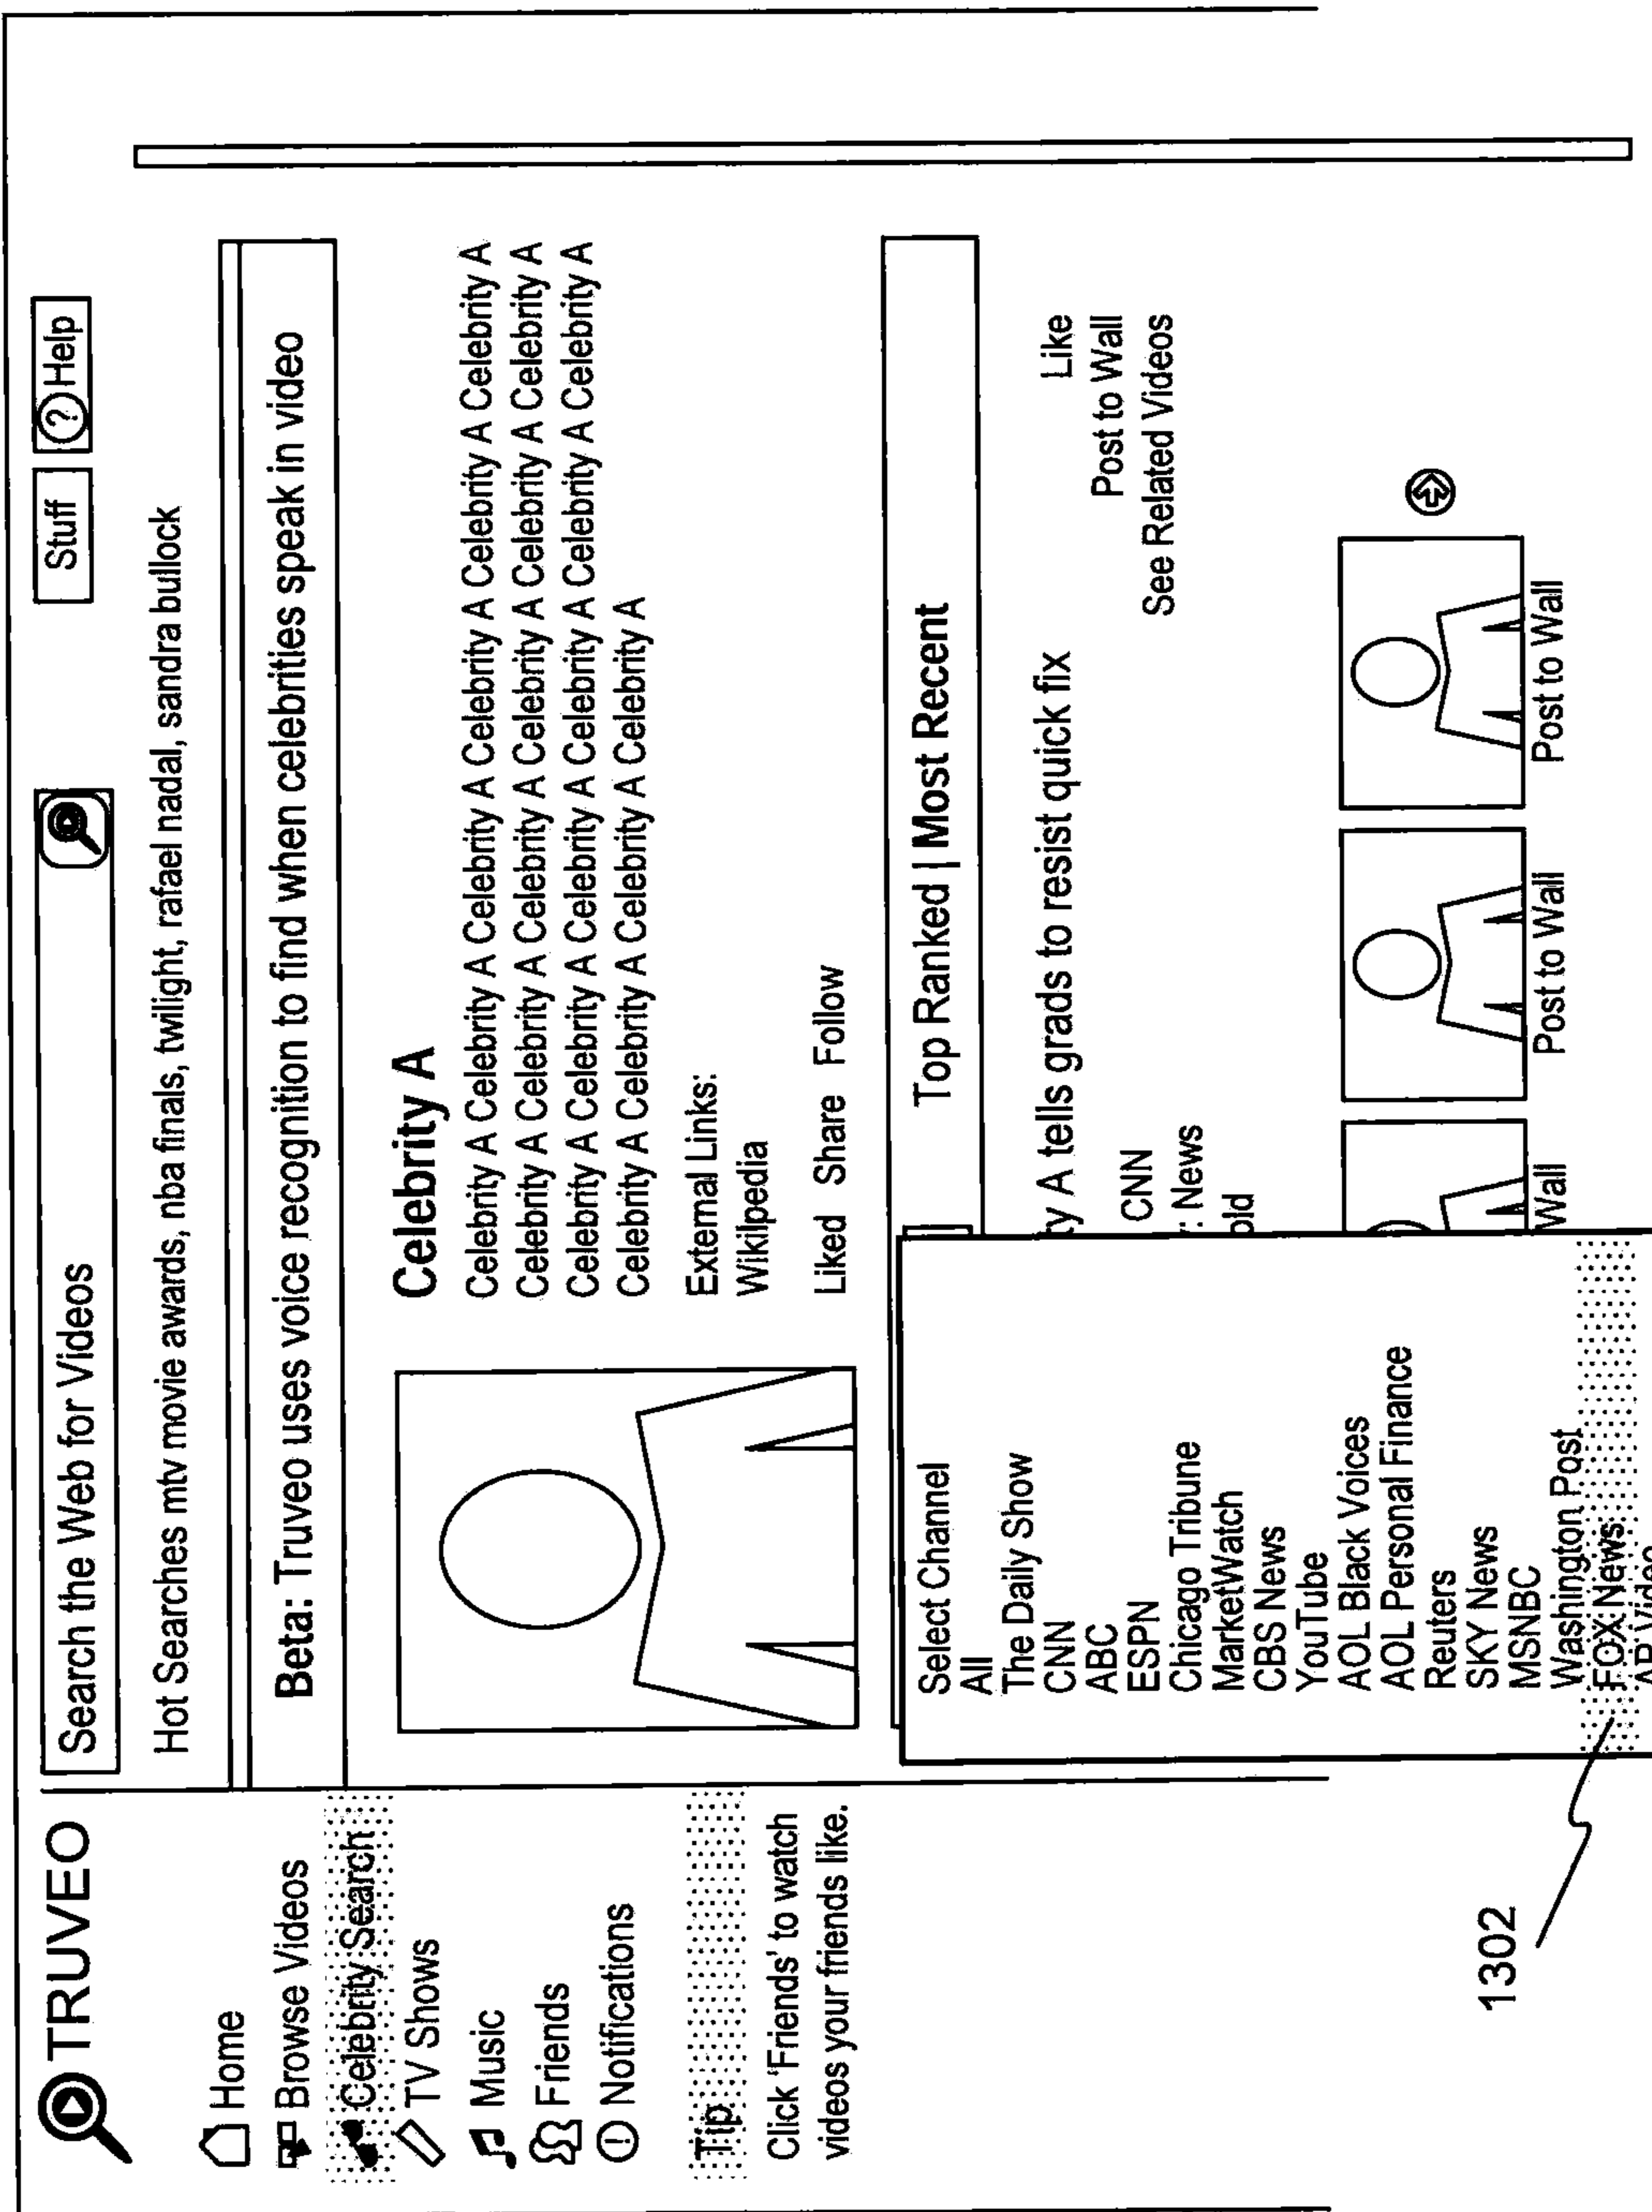 TRUVEO
Home
Browse Videos
Celebrity Search
TV Shows
Music
Friends
Notifications
Tip
Click 'Friends' to watch
videos your friends like.
Search the Web for Videos
Stuff
? Help
Hot Searches mtv movie awards, nba finals, twilight, rafael nadal, sandra bullock
Beta: Truveo uses voice recognition to find when celebrities speak in video
Celebrity A
Celebrity A Celebrity A Celebrity A Celebrity A Celebrity A Celebrity A
Celebrity A Celebrity A Celebrity A Celebrity A Celebrity A Celebrity A
Celebrity A Celebrity A Celebrity A Celebrity A Celebrity A Celebrity A
Celebrity A Celebrity A Celebrity A Celebrity A
External Links:
Wikilpedia
Liked Share Follow
Top Ranked | Most Recent
ty A tells grads to resist quick fix
CNN
: News
old
Like
Post to Wall
See Related Videos
Wall
Post to Wall
Post to Wall
Select Channel
All
The Daily Show
CNN
ABC
ESPN
Chicago Tribune
MarketWatch
CBS News
YouTube
AOL Black Voices
AOL Personal Finance
Reuters
SKY News
MSNBC
Washington Post
FOX News
AP Video
1302